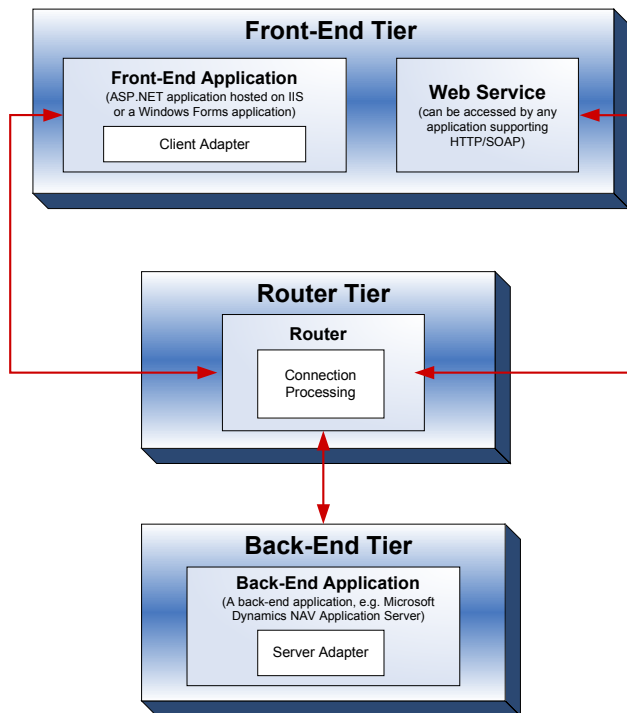 Front-End Tier
Front-End Application
(ASP.NET application hosted on IIS
or a Windows Forms application)
Client Adapter
Web Service
(can be accessed by any
application supporting
HTTP/SOAP)
Router Tier
Router
Connection
Processing
Back-End Tier
Back-End Application
(A back-end application, e.g. Microsoft
Dynamics NAV Application Server)
Server Adapter